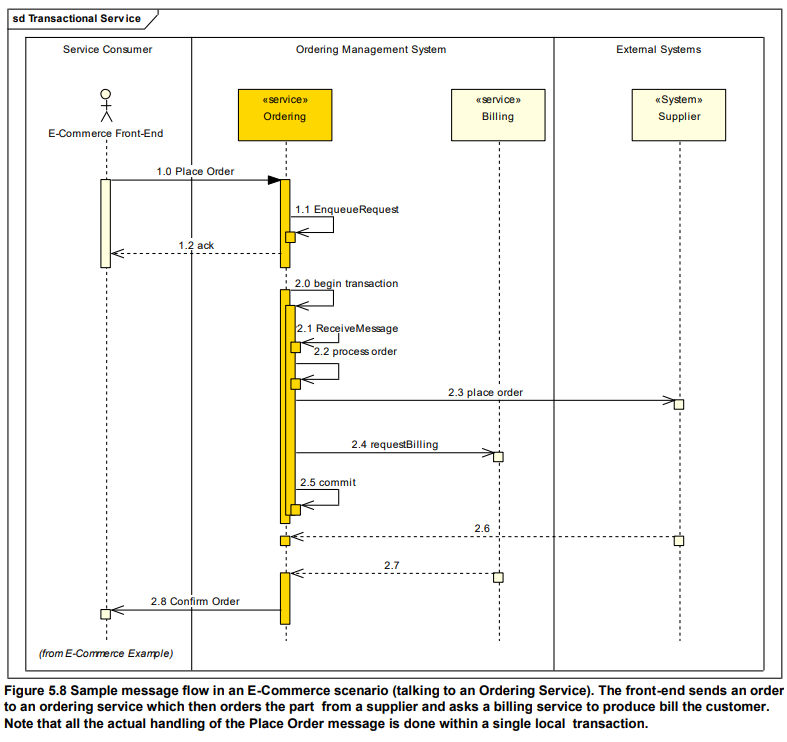 sd Transactional Service
Service Consumer
Ordering Management System
External Systems
«service»
Ordering
«service»
Billing
«System»
Supplier
E-Commerce Front-End
1.0 Place Order
1.1 EnqueueRequest
1.2 ack
2.0 begin transaction
2.1 ReceiveMessage
2.2 process order
2.3 place order
2.4 requestBilling
2.5 commit
2.6
2.7
2.8 Confirm Order
(from E-Commerce Example)
Figure 5.8 Sample message flow in an E-Commerce scenario (talking to an Ordering Service). The front-end sends an order
to an ordering service which then orders the part from a supplier and asks a billing service to produce bill the customer.
Note that all the actual handling of the Place Order message is done within a single local transaction.